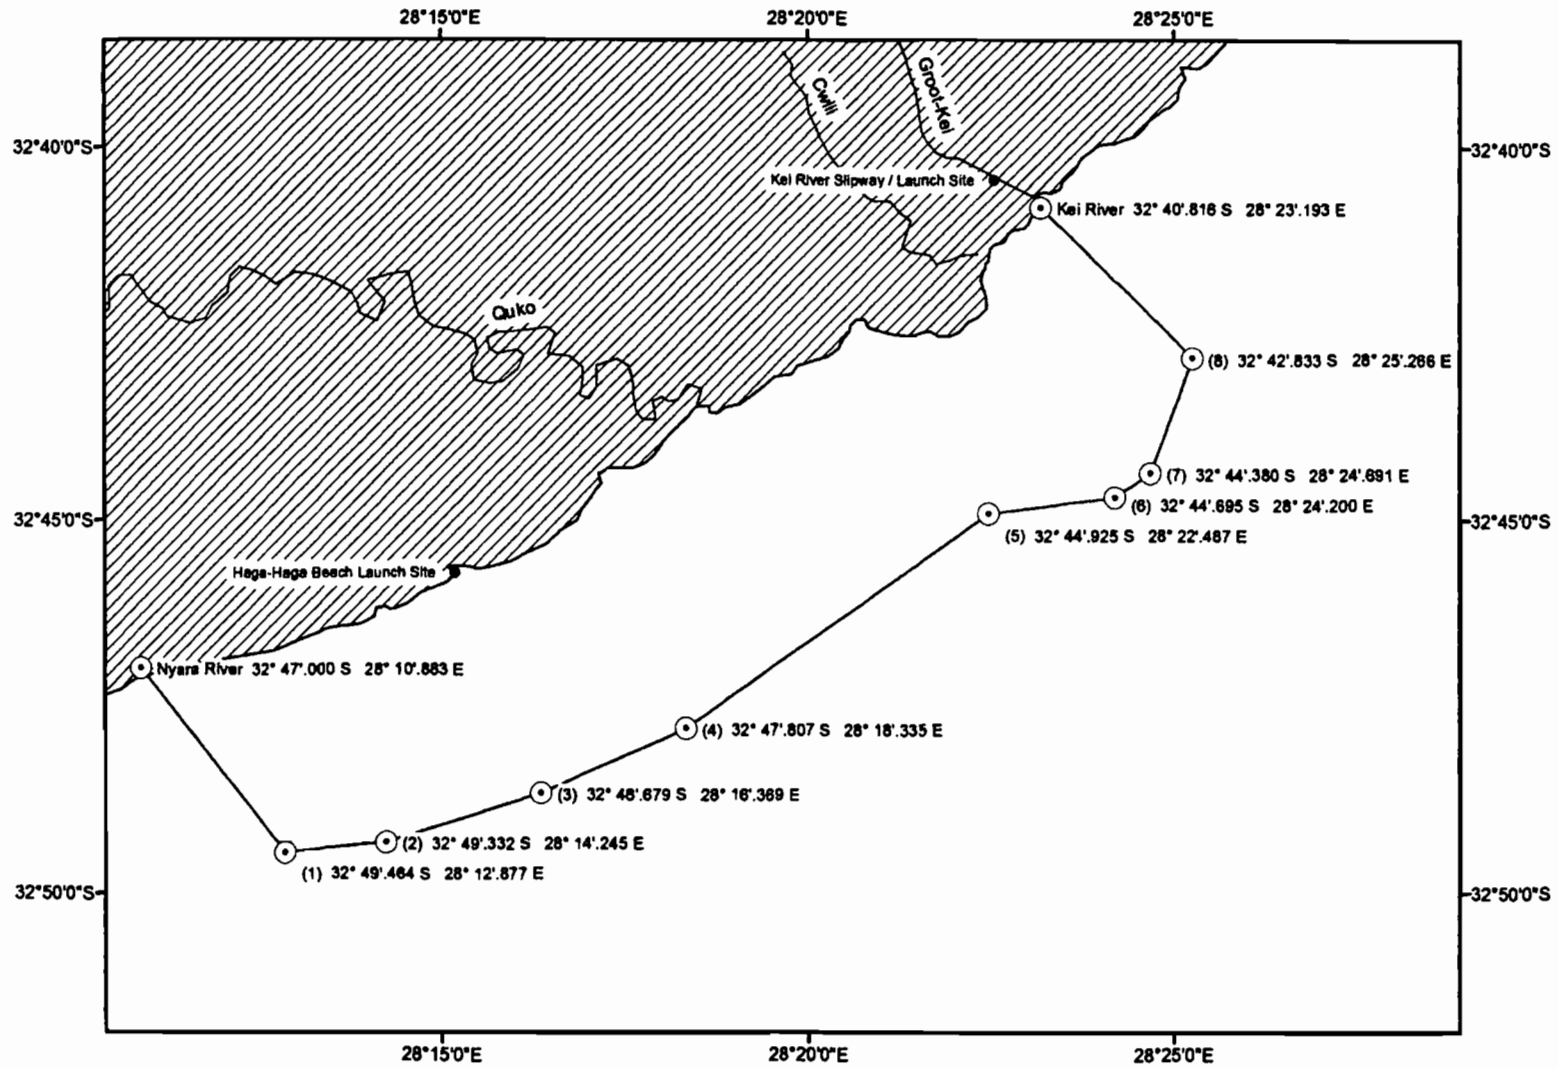 28°15'0"E 28°20'0"E 28°25'0"E
Cwili
Groot-Kei
32°40'0"S 32°40'0"S
Kei River Slipway / Launch Site
Kei River 32° 40'.816 S 28° 23'.193 E
Quko
(8) 32° 42'.833 S 28° 25'.266 E
(7) 32° 44'.380 S 28° 24'.691 E
(6) 32° 44'.695 S 28° 24'.200 E
32°45'0"S 32°45'0"S
(5) 32° 44'.925 S 28° 22'.487 E
Haga-Haga Beach Launch Site
Nyara River 32° 47'.000 S 28° 10'.883 E
(4) 32° 47'.807 S 28° 18'.335 E
(3) 32° 48'.679 S 28° 16'.369 E
(2) 32° 49'.332 S 28° 14'.245 E
(1) 32° 49'.464 S 28° 12'.877 E
32°50'0"S 32°50'0"S
28°15'0"E 28°20'0"E 28°25'0"E